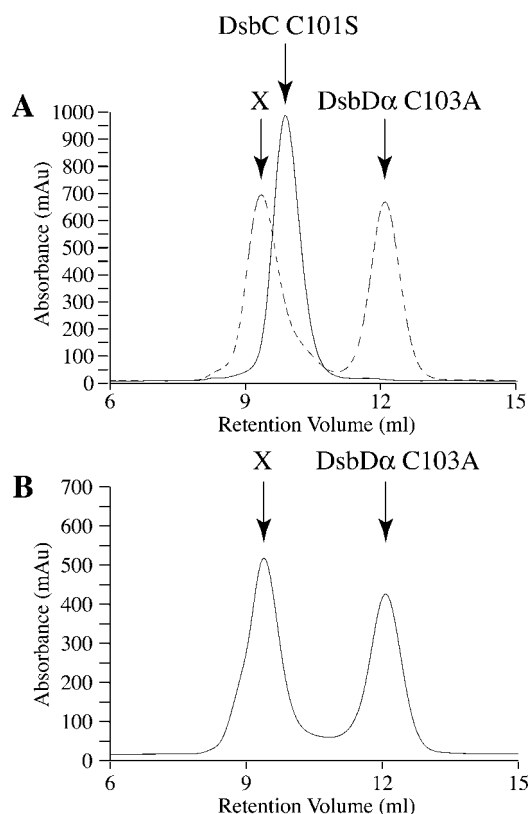 DsbC C101S
X DsbDα C103A
A
1000
900
800
700
600
500
400
300
200
100
0
Absorbance (mAu)
6 9 12 15
Retention Volume (ml)
X DsbDα C103A
B
700
600
500
400
300
200
100
0
Absorbance (mAu)
6 9 12 15
Retention Volume (ml)